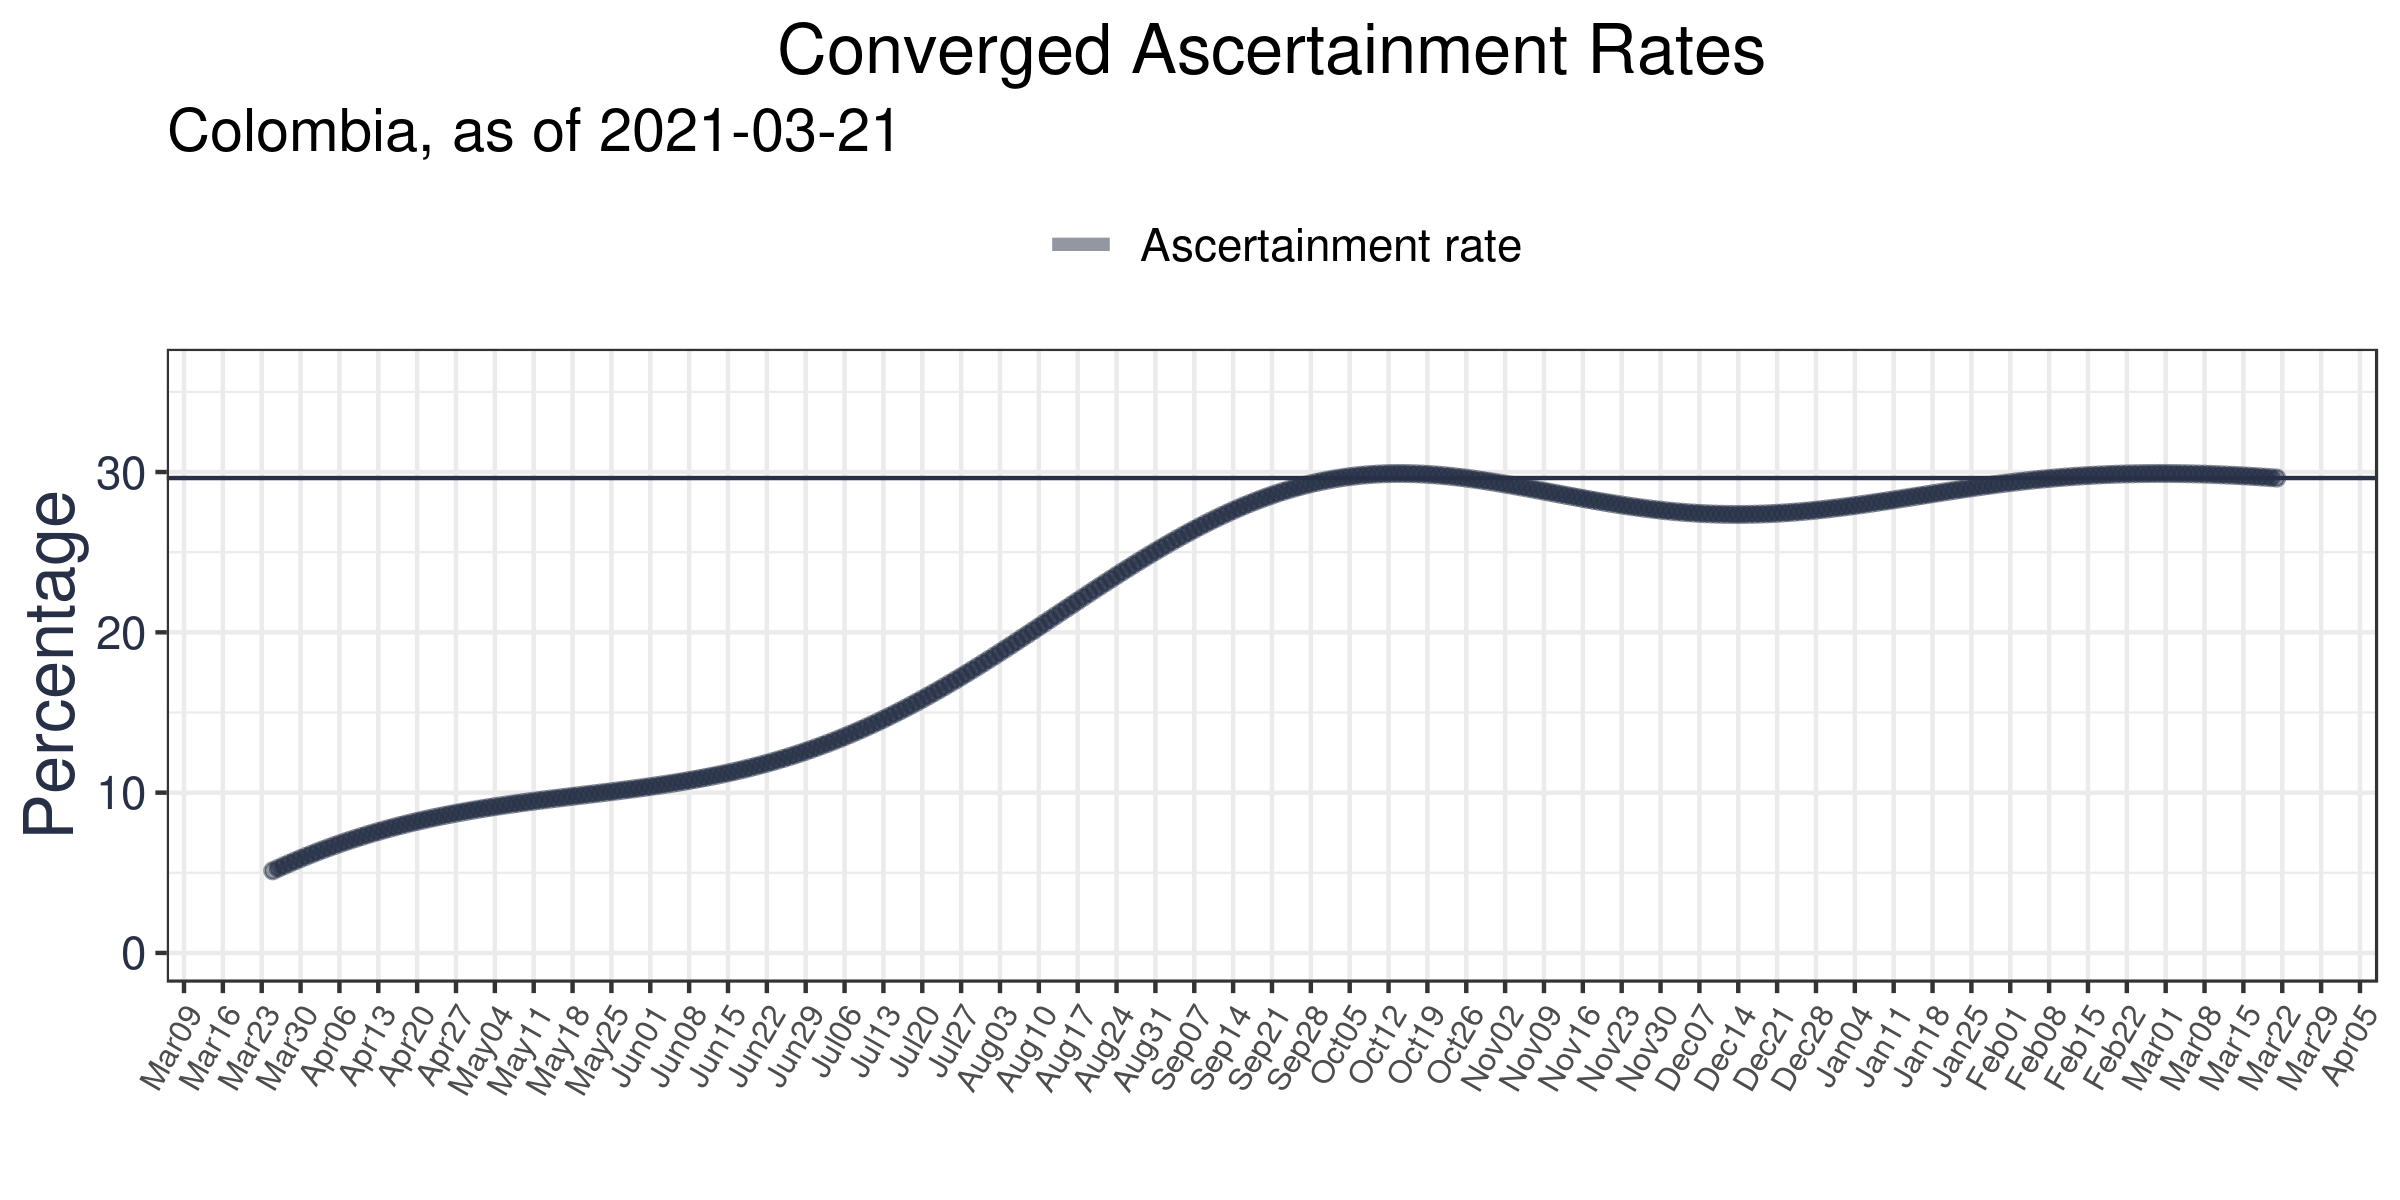 Converged Ascertainment Rates
Colombia, as of 2021-03-21
Ascertainment rate
Percentage
30
20
10
0
Mar09 Mar16 Mar23 Mar30 Apr06 Apr13 Apr20 Apr27 May04 May11 May18 May25 Jun01 Jun08 Jun15 Jun22 Jun29 Jul06 Jul13 Jul20 Jul27 Aug03 Aug10 Aug17 Aug24 Aug31 Sep07 Sep14 Sep21 Sep28 Oct05 Oct12 Oct19 Oct26 Nov02 Nov09 Nov16 Nov23 Nov30 Dec07 Dec14 Dec21 Dec28 Jan04 Jan11 Jan18 Jan25 Feb01 Feb08 Feb15 Feb22 Mar01 Mar08 Mar15 Mar22 Mar29 Apr05